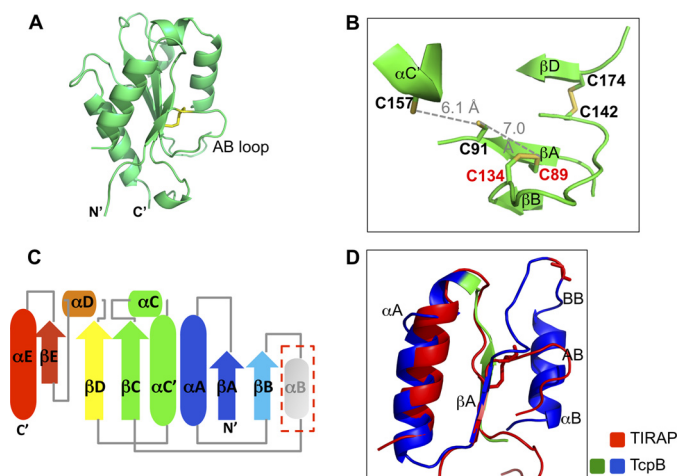 A
AB loop
N’
C’
B
αC’
βD
C174
C157
6.1 Å
C142
7.0
Å
C91
βA
C134
C89
βB
C
αD
αC
αE
βE
βD
βC
αC’
αA
βA
βB
αB
C’
N’
D
BB
αA
AB
βA
αB
TIRAP
TcpB